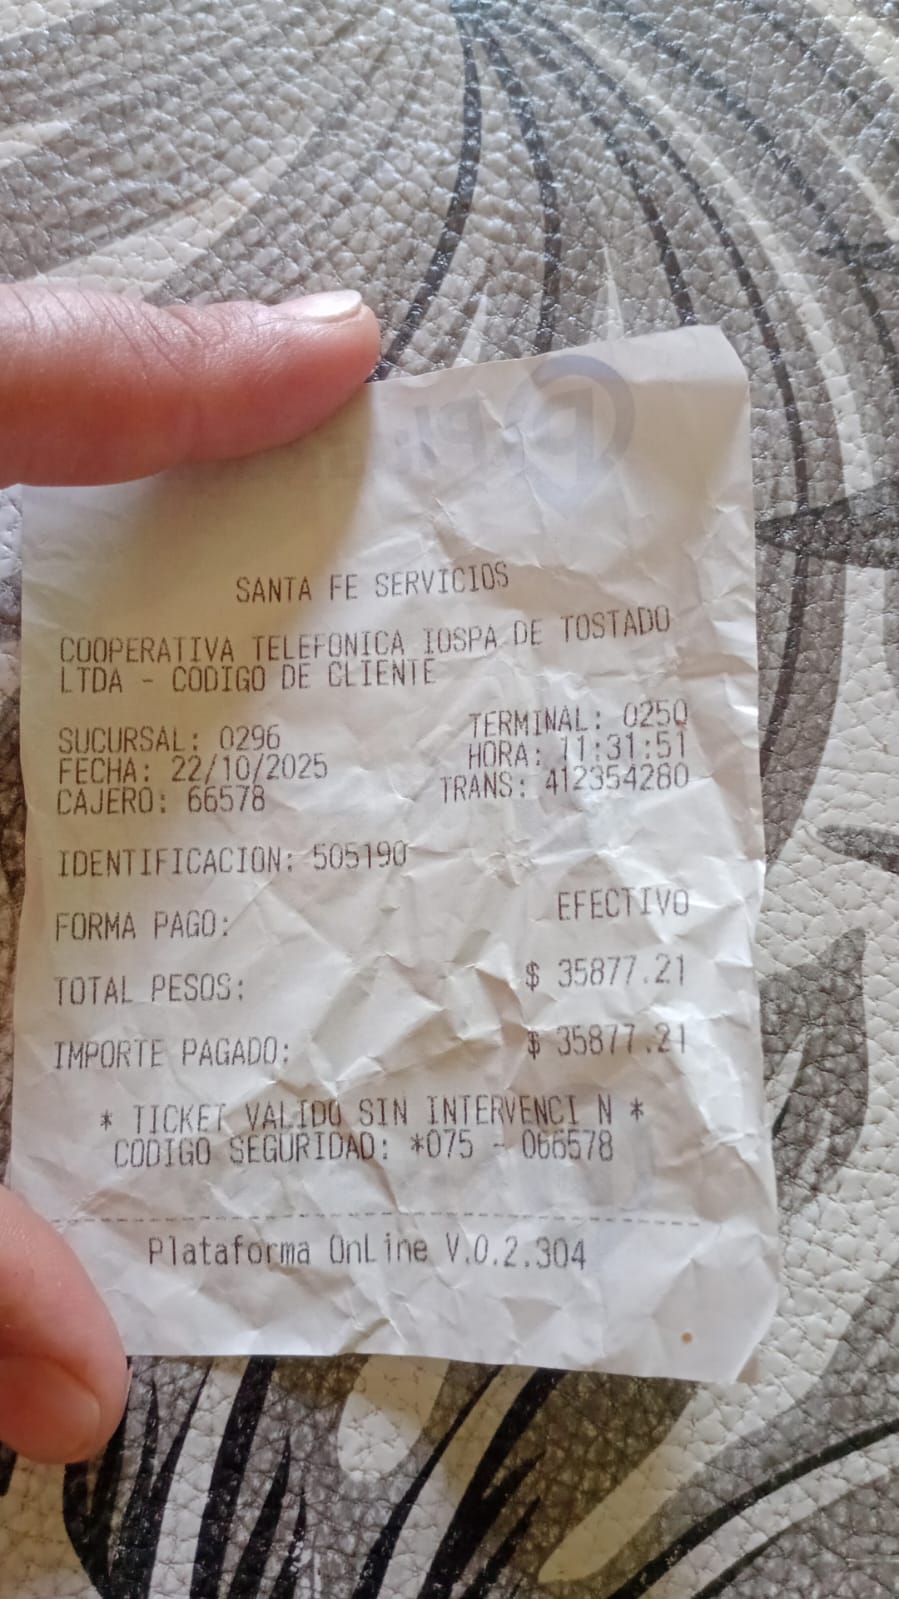 SANTA FE SERVICIOS
COOPERATIVA TELEFONICA IOSPA DE TOSTADO
LTDA - CODIGO DE CLIENTE
SUCURSAL: 0296 TERMINAL: 0250
FECHA: 22/10/2025 HORA: 11:31:51
CAJERO: 66578 TRANS: 412354280
IDENTIFICACION: 505190
FORMA PAGO: EFECTIVO
TOTAL PESOS: $ 35877.21
IMPORTE PAGADO: $ 35877.21
* TICKET VALIDO SIN INTERVENCI N *
CODIGO SEGURIDAD: *075 - 066578
Plataforma OnLine V.0.2.304